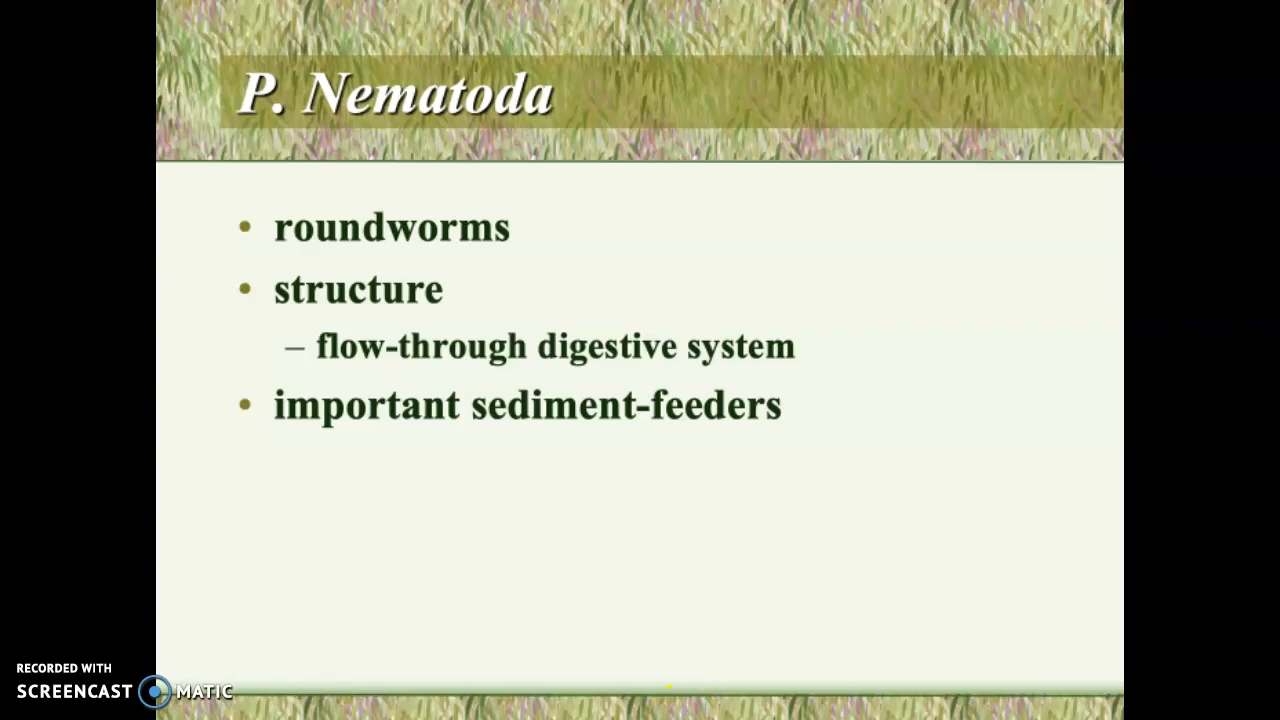 P. Nematoda
• roundworms
• structure
– flow-through digestive system
• important sediment-feeders
RECORDED WITH
SCREENCAST MATIC